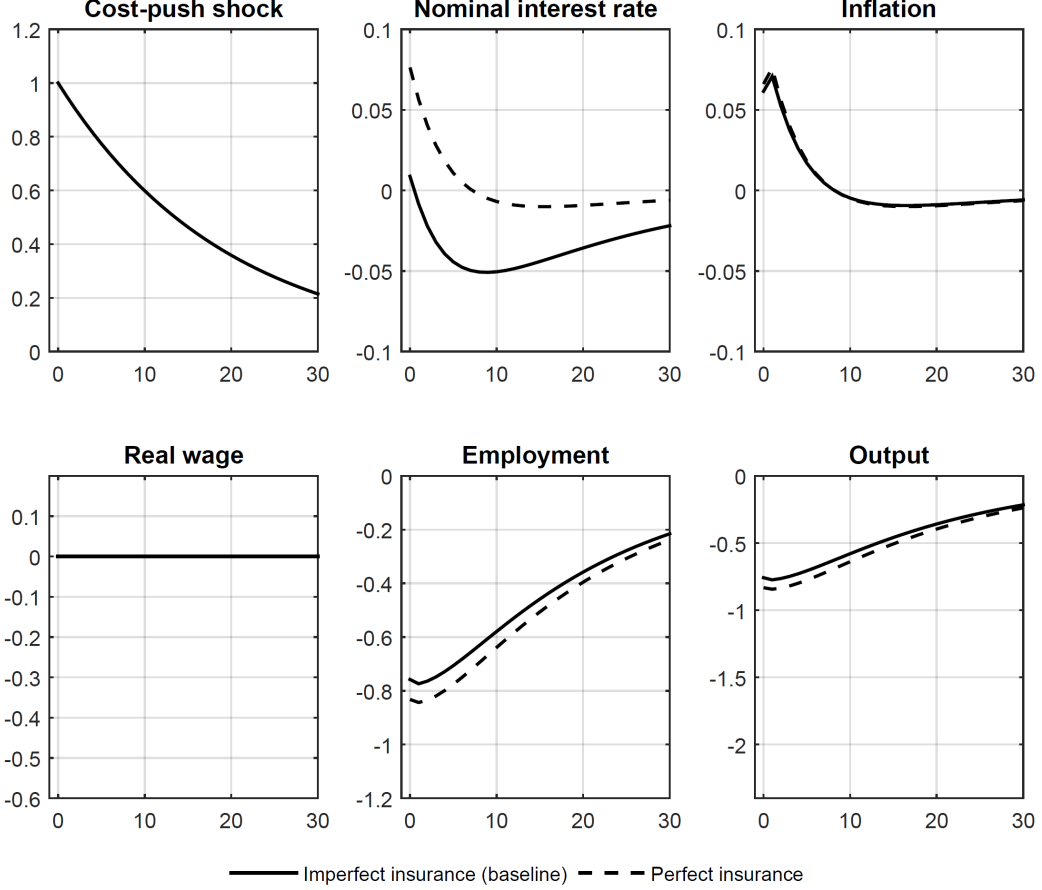 Cost-push shock
1.2
1
0.8
0.6
0.4
0.2
0
0 10 20 30
Nominal interest rate
0.1
0.05
0
-0.05
-0.1
0 10 20 30
Inflation
0.1
0.05
0
-0.05
-0.1
0 10 20 30
Real wage
0.1
0
-0.1
-0.2
-0.3
-0.4
-0.5
-0.6
0 10 20 30
Employment
0
-0.2
-0.4
-0.6
-0.8
-1
-1.2
0 10 20 30
Output
0
-0.5
-1
-1.5
-2
0 10 20 30
Imperfect insurance (baseline) Perfect insurance